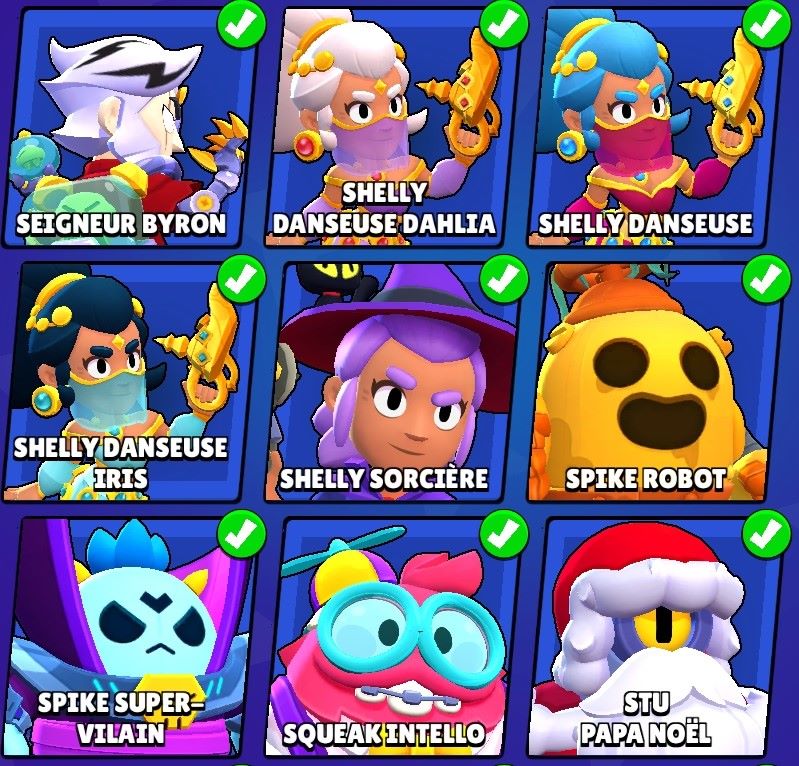 SEIGNEUR BYRON
SHELLY
DANSEUSE DAHLIA
SHELLY DANSEUSE
SHELLY DANSEUSE
IRIS
SHELLY SORCIÈRE
SPIKE ROBOT
SPIKE SUPER-
VILAIN
SQUEAK INTELLO
STU
PAPA NOËL